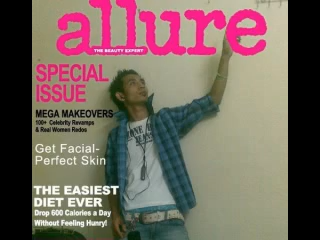 allure
THE BEAUTY EXPERT
SPECIAL
ISSUE
MEGA MAKEOVERS
100+ Celebrity Revamps
& Real Women Redos
Get Facial-
Perfect Skin
THE EASIEST
DIET EVER
Drop 600 Calories a Day
Without Feeling Hunry!